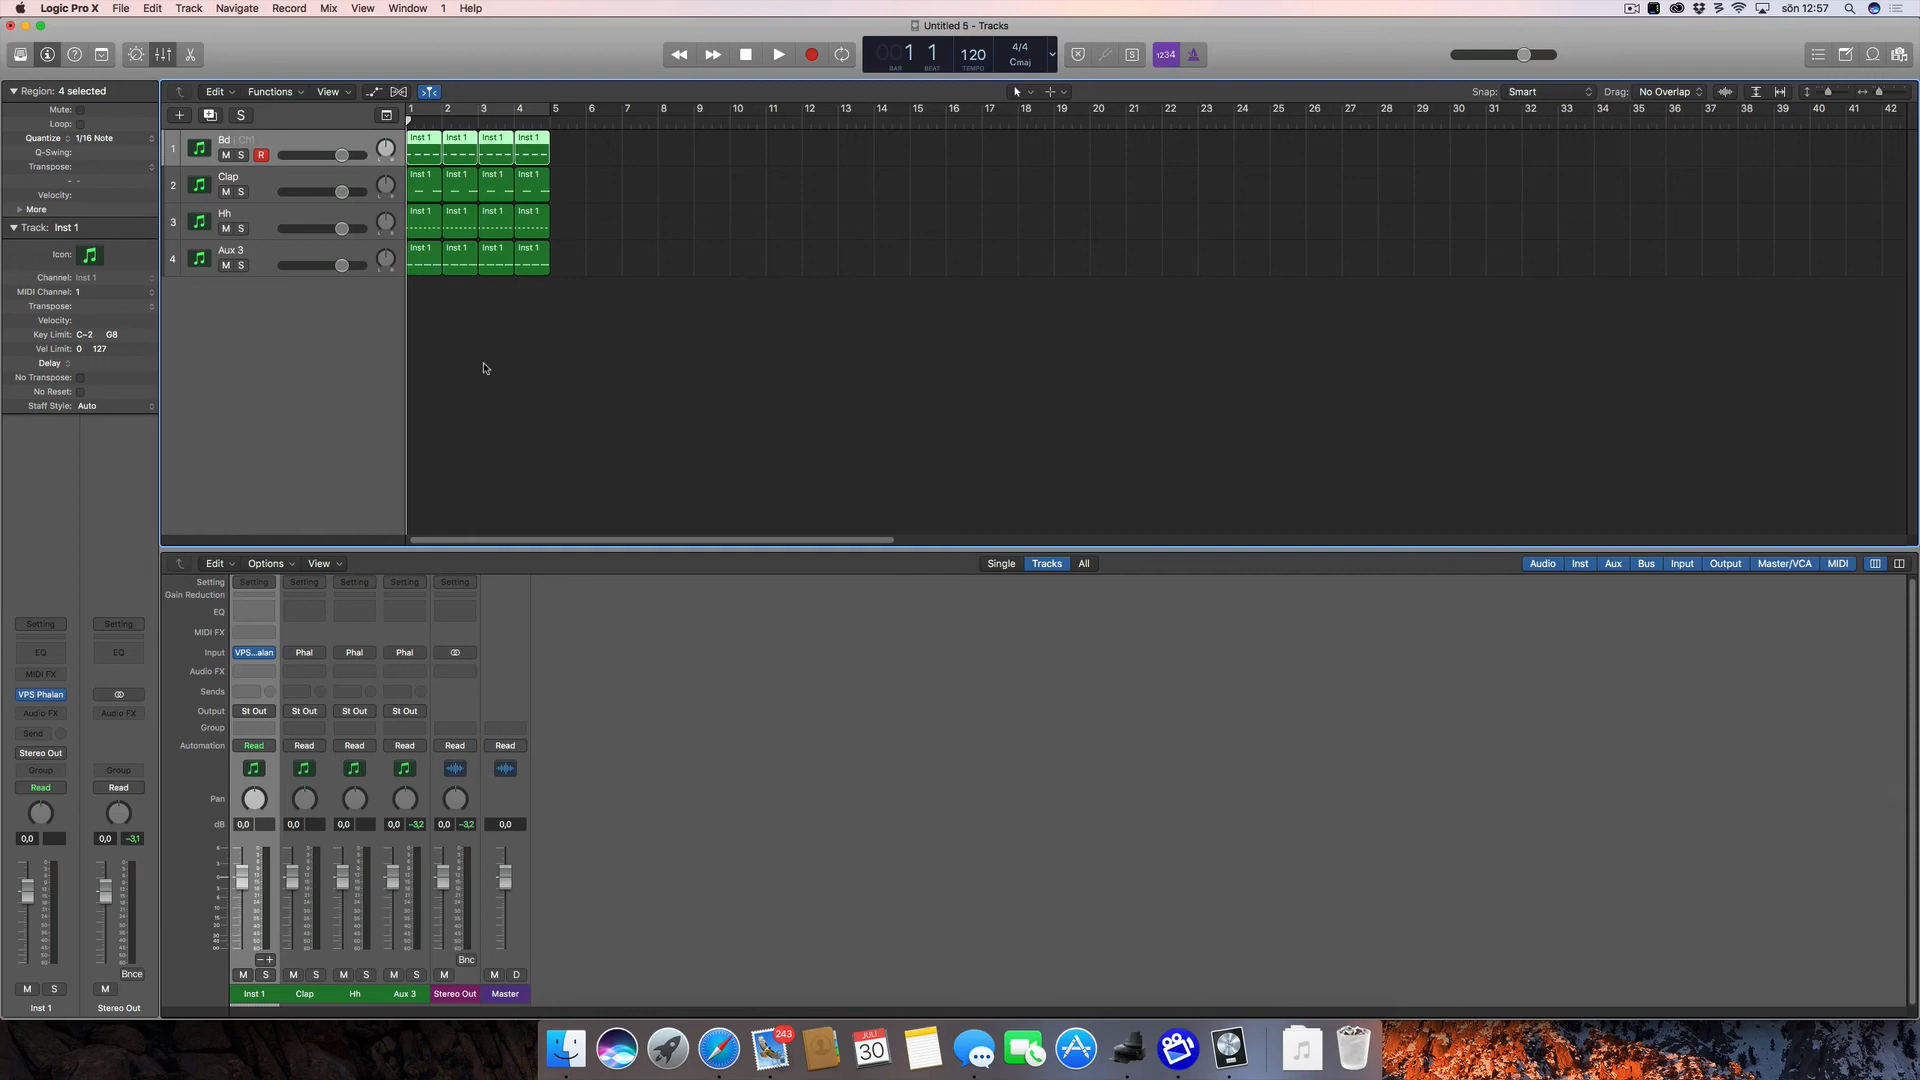 Logic Pro X File Edit Track Navigate Record Mix View Window 1 Help sön 12:57
Untitled 5 - Tracks
001 1 120 4/4 Cmaj
BAR BEAT TEMPO
S 1234
Region: 4 selected
Edit Functions View Snap: Smart Drag: No Overlap
Mute:
Loop:
Quantize 1/16 Note
Q-Swing:
Transpose:
- -
Velocity:
More
Track: Inst 1
Icon:
Channel: Inst 1
MIDI Channel: 1
Transpose:
Velocity:
Key Limit: C-2 G8
Vel Limit: 0 127
Delay
No Transpose:
No Reset:
Staff Style: Auto
S
1 2 3 4 5 6 7 8 9 10 11 12 13 14 15 16 17 18 19 20 21 22 23 24 25 26 27 28 29 30 31 32 33 34 35 36 37 38 39 40 41 42
1 Bd | Ch1 Inst 1 Inst 1 Inst 1 Inst 1
M S R
2 Clap Inst 1 Inst 1 Inst 1 Inst 1
M S
3 Hh Inst 1 Inst 1 Inst 1 Inst 1
M S
4 Aux 3 Inst 1 Inst 1 Inst 1 Inst 1
M S
Edit Options View Single Tracks All Audio Inst Aux Bus Input Output Master/VCA MIDI
Setting Setting Setting Setting Setting Setting
Gain Reduction
EQ
MIDI FX
Input VPS...alan Phal Phal Phal
Audio FX
Sends
Output St Out St Out St Out St Out
Group
Automation Read Read Read Read Read Read
Pan
dB 0,0 0,0 0,0 0,0 -3,2 0,0 -3,2 0,0
Bnc
M S M S M S M S M M D
Inst 1 Clap Hh Aux 3 Stereo Out Master
Setting Setting
EQ EQ
MIDI FX
VPS Phalan
Audio FX Audio FX
Send
Stereo Out
Group Group
Read Read
0,0 0,0 -3,1
Bnce
M S M
Inst 1 Stereo Out
243
JULI
30